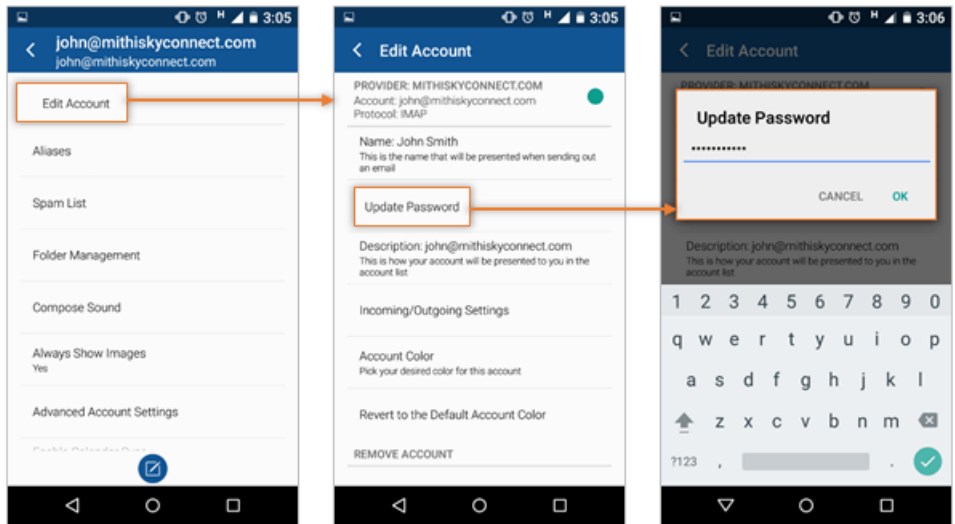 H 3:05
john@mithiskyconnect.com
john@mithiskyconnect.com
Edit Account
Aliases
Spam List
Folder Management
Compose Sound
Always Show Images
Yes
Advanced Account Settings
Enable Calendar Sync
H 3:05
Edit Account
PROVIDER: MITHISKYCONNECT.COM
Account: john@mithiskyconnect.com
Protocol: IMAP
Name: John Smith
This is the name that will be presented when sending out
an email
Update Password
Description: john@mithiskyconnect.com
This is how your account will be presented to you in the
account list
Incoming/Outgoing Settings
Account Color
Pick your desired color for this account
Revert to the Default Account Color
REMOVE ACCOUNT
H 3:06
Edit Account
PROVIDER: MITHISKYCONNECT.COM
Update Password
•••••••••••
CANCEL OK
Description: john@mithiskyconnect.com
This is how your account will be presented to you in the
account list
1 2 3 4 5 6 7 8 9 0
q w e r t y u i o p
a s d f g h j k l
z x c v b n m
?123 , .